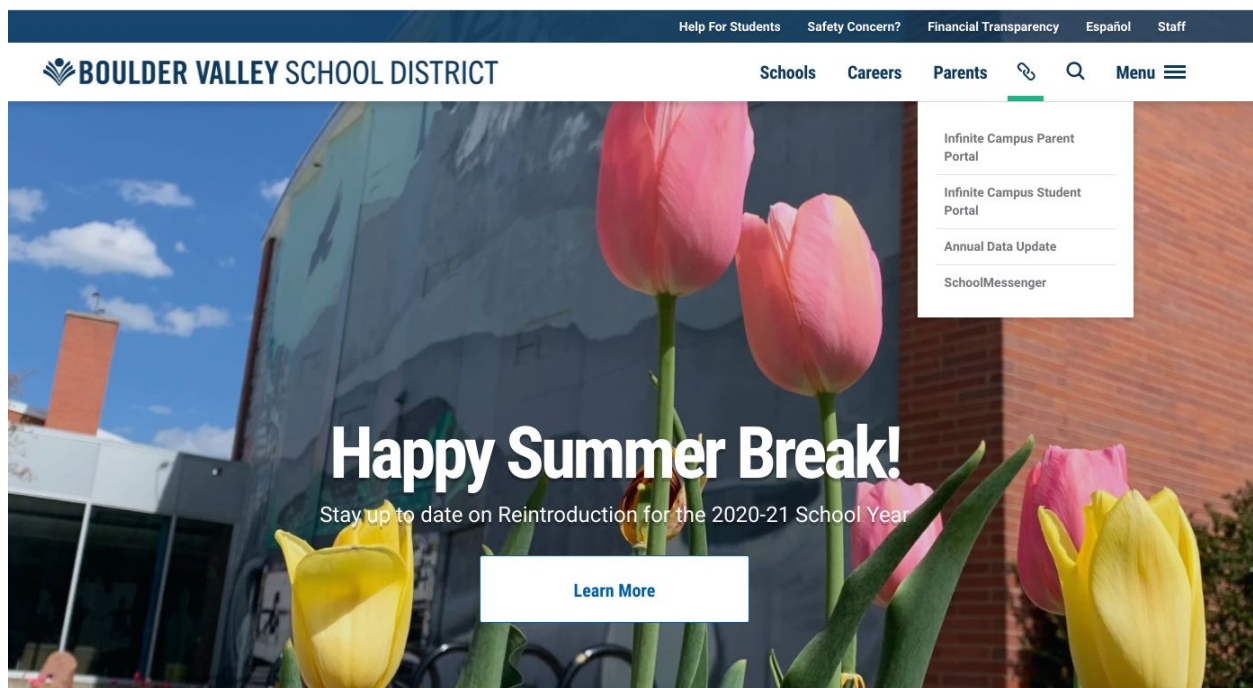 Help For Students Safety Concern? Financial Transparency Español Staff
BOULDER VALLEY SCHOOL DISTRICT
Schools Careers Parents Menu
Infinite Campus Parent
Portal
Infinite Campus Student
Portal
Annual Data Update
SchoolMessenger
Happy Summer Break!
Stay up to date on Reintroduction for the 2020-21 School Year
Learn More